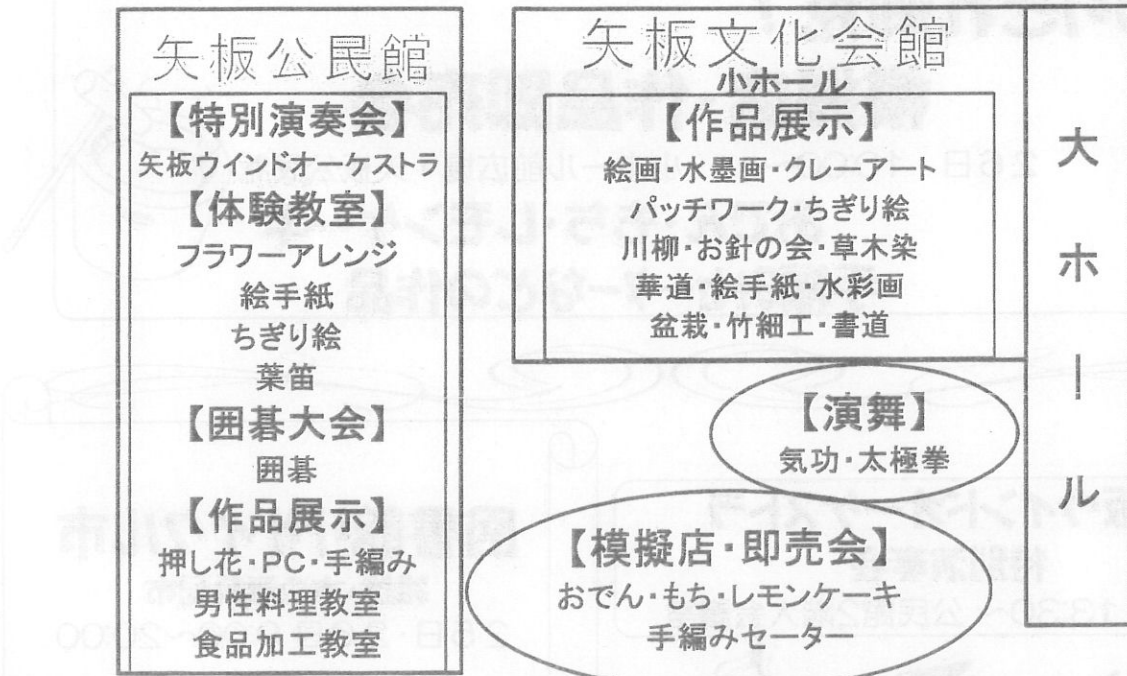 矢板公民館
【特別演奏会】
矢板ウインドオーケストラ
【体験教室】
フラワーアレンジ
絵手紙
ちぎり絵
葉笛
【囲碁大会】
囲碁
【作品展示】
押し花・PC・手編み
男性料理教室
食品加工教室
矢板文化会館
小ホール
【作品展示】
絵画・水墨画・クレーアート
パッチワーク・ちぎり絵
川柳・お針の会・草木染
華道・絵手紙・水彩画
盆栽・竹細工・書道
【演舞】
気功・太極拳
【模擬店・即売会】
おでん・もち・レモンケーキ
手編みセーター
大ホール